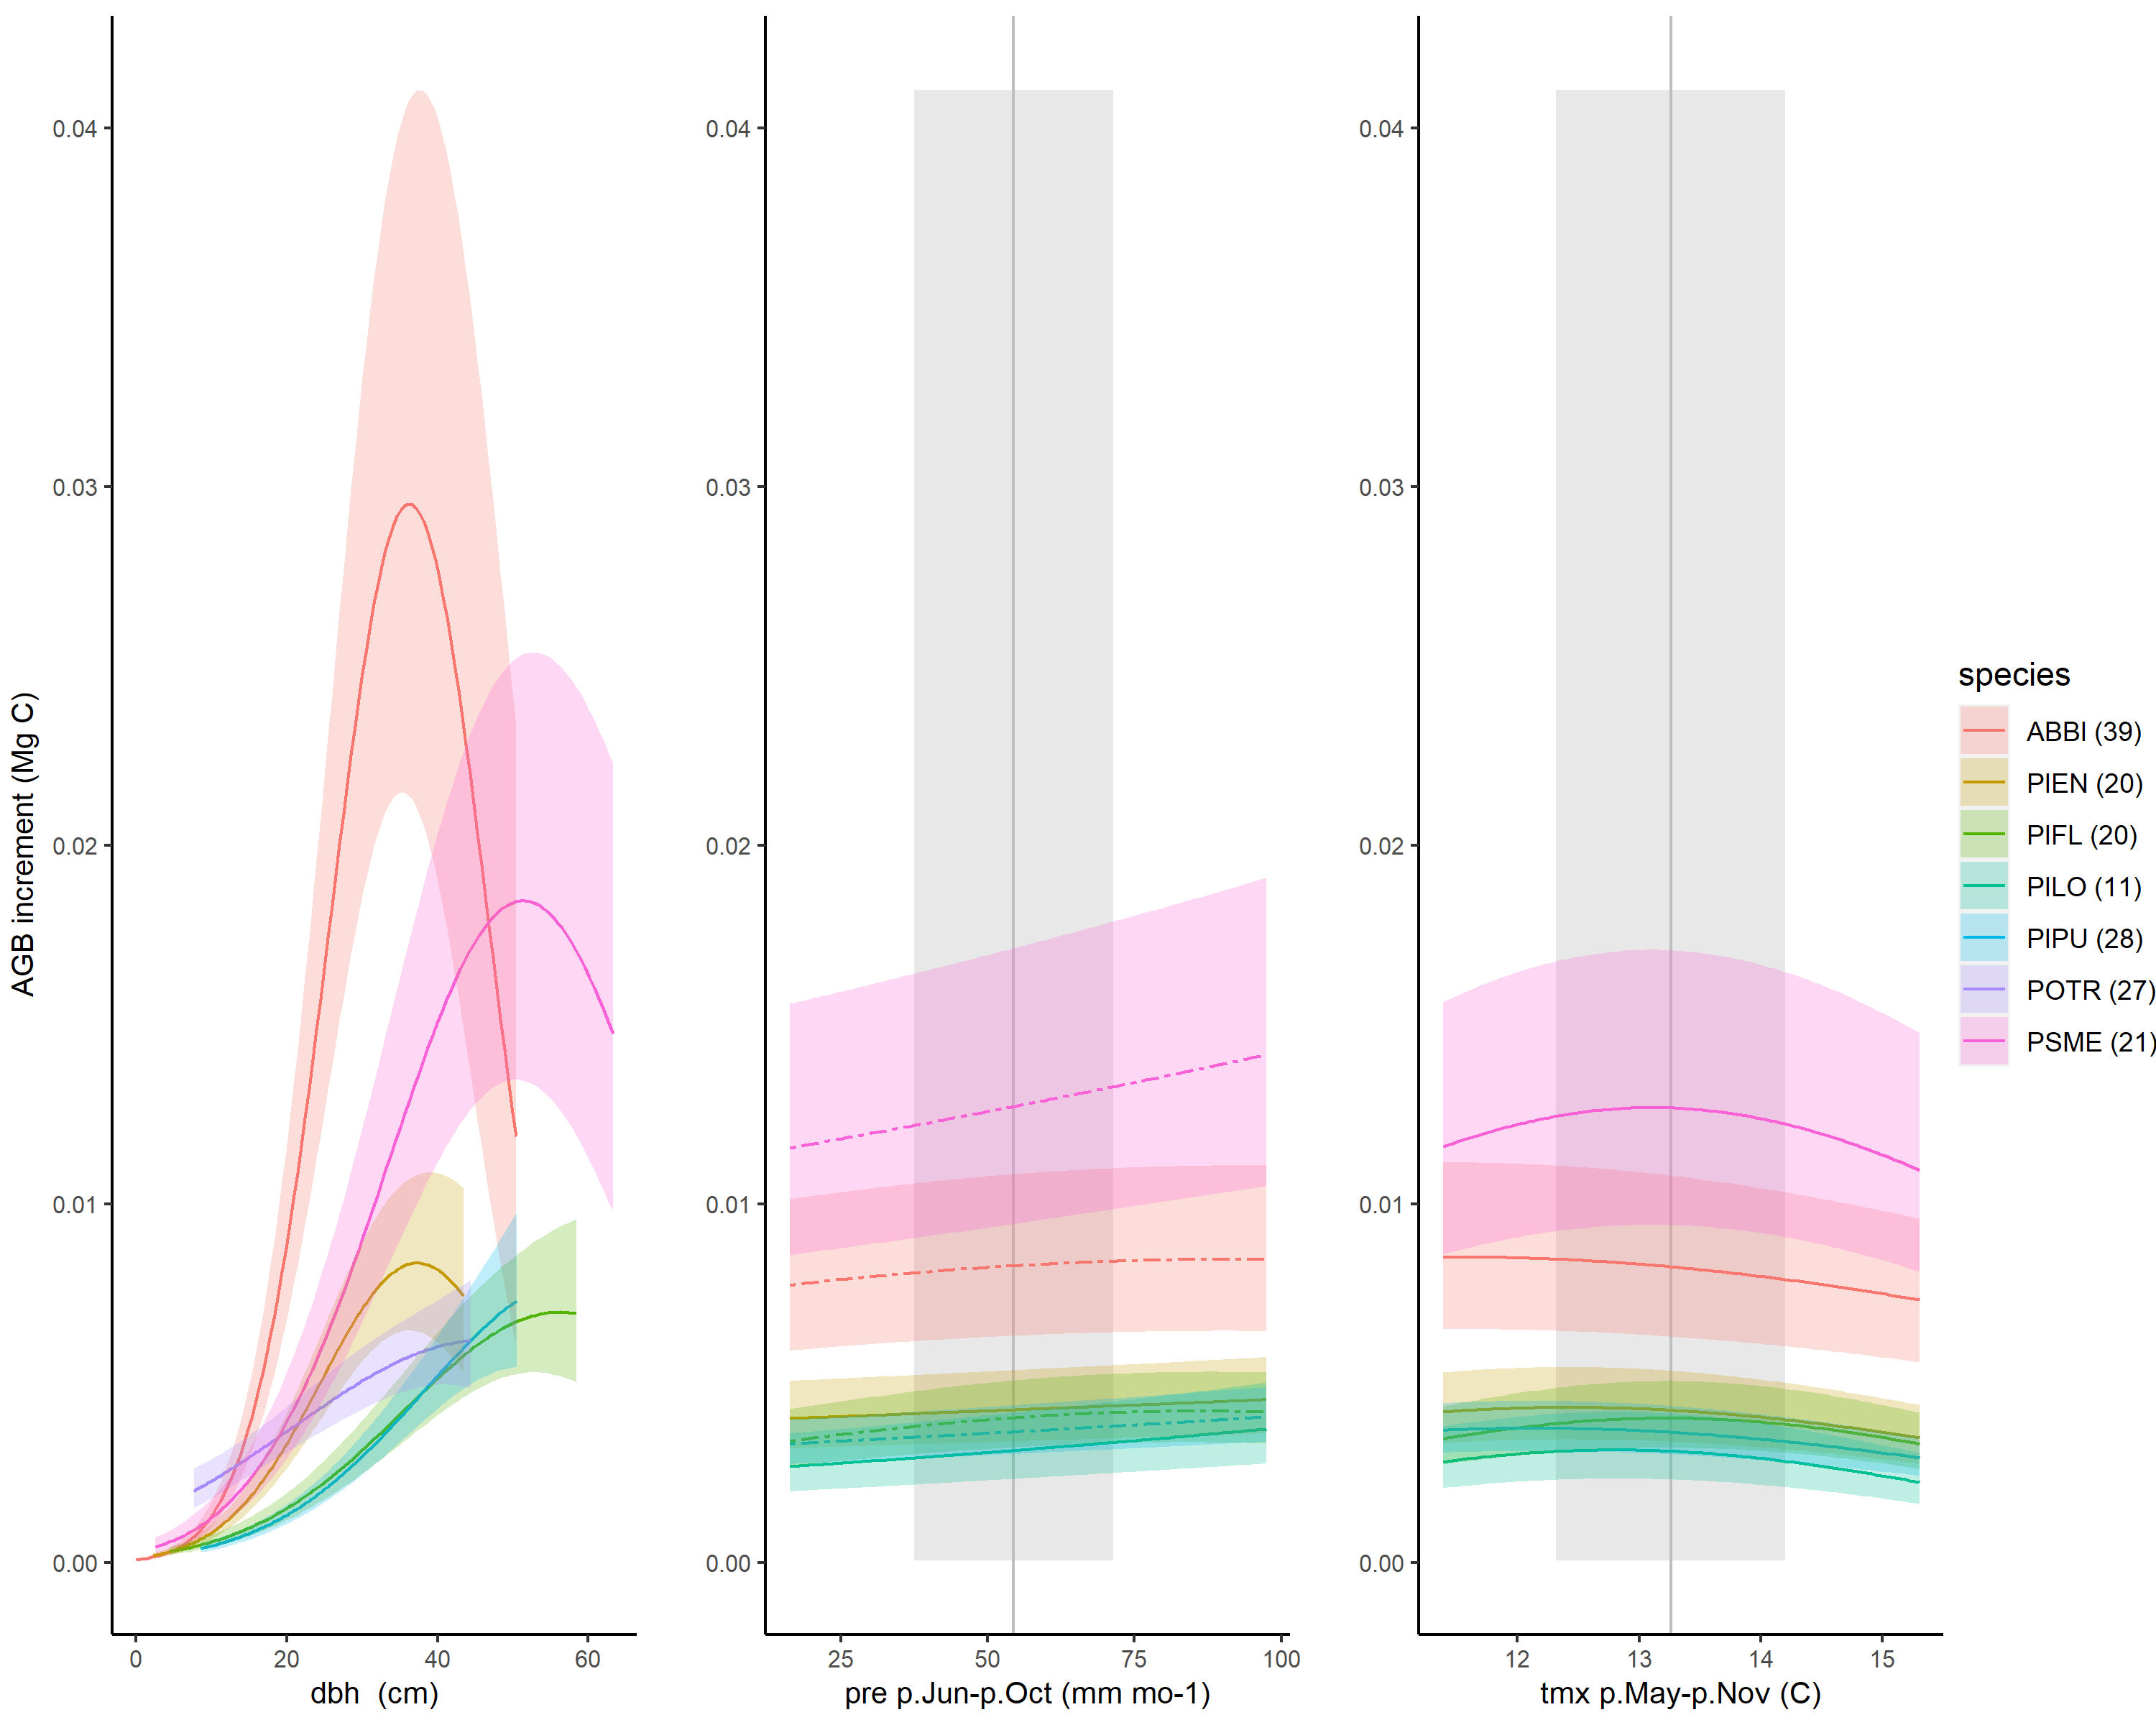 AGB increment (Mg C)
0.04
0.03
0.02
0.01
0.00
0 20 40 60
dbh  (cm)
0.04
0.03
0.02
0.01
0.00
25 50 75 100
pre p.Jun-p.Oct (mm mo-1)
0.04
0.03
0.02
0.01
0.00
12 13 14 15
tmx p.May-p.Nov (C)
species
ABBI (39)
PIEN (20)
PIFL (20)
PILO (11)
PIPU (28)
POTR (27)
PSME (21)